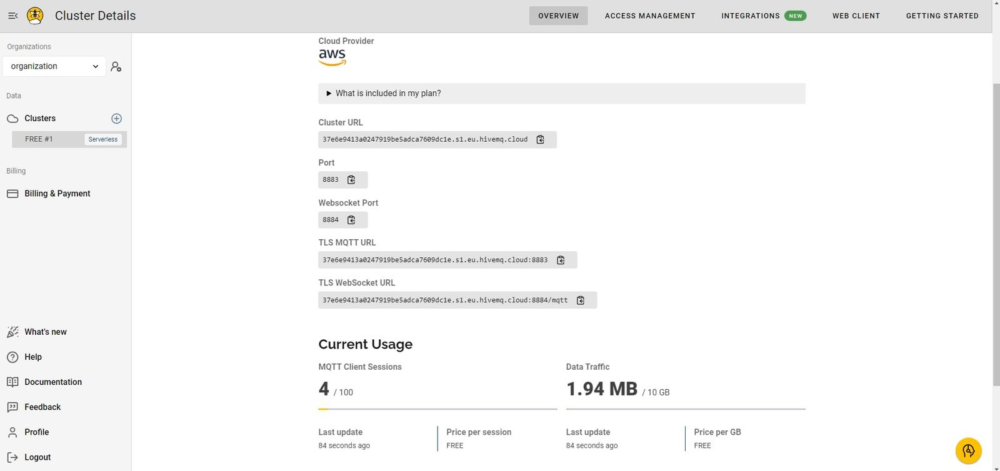 Cluster Details
OVERVIEW
ACCESS MANAGEMENT
INTEGRATIONS NEW
WEB CLIENT
GETTING STARTED
Organizations
organization
Data
Clusters
FREE #1 Serverless
Billing
Billing & Payment
What's new
Help
Documentation
Feedback
Profile
Logout
Cloud Provider
aws
What is included in my plan?
Cluster URL
37e6e9413a0247919be5adca7609dc1e.s1.eu.hivemq.cloud
Port
8883
Websocket Port
8884
TLS MQTT URL
37e6e9413a0247919be5adca7609dc1e.s1.eu.hivemq.cloud:8883
TLS WebSocket URL
37e6e9413a0247919be5adca7609dc1e.s1.eu.hivemq.cloud:8884/mqtt
Current Usage
MQTT Client Sessions
4 / 100
Last update
84 seconds ago
Price per session
FREE
Data Traffic
1.94 MB / 10 GB
Last update
84 seconds ago
Price per GB
FREE